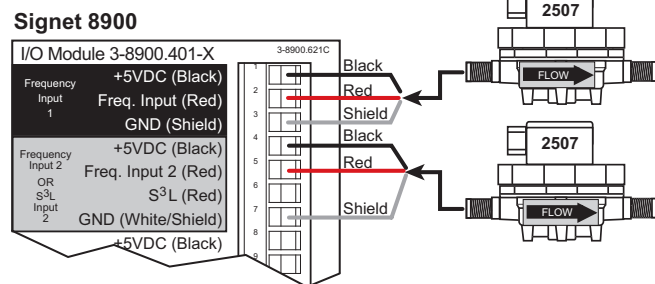 Signet 8900
I/O Module 3-8900.401-X
3-8900.621C
Frequency
Input
1
+5VDC (Black)
Freq. Input (Red)
GND (Shield)
Frequency
Input 2
OR
S³L
Input
2
+5VDC (Black)
Freq. Input 2 (Red)
S³L (Red)
GND (White/Shield)
+5VDC (Black)
1
2
3
4
5
6
7
8
9
Black
Red
Shield
Black
Red
Shield
2507
FLOW
2507
FLOW